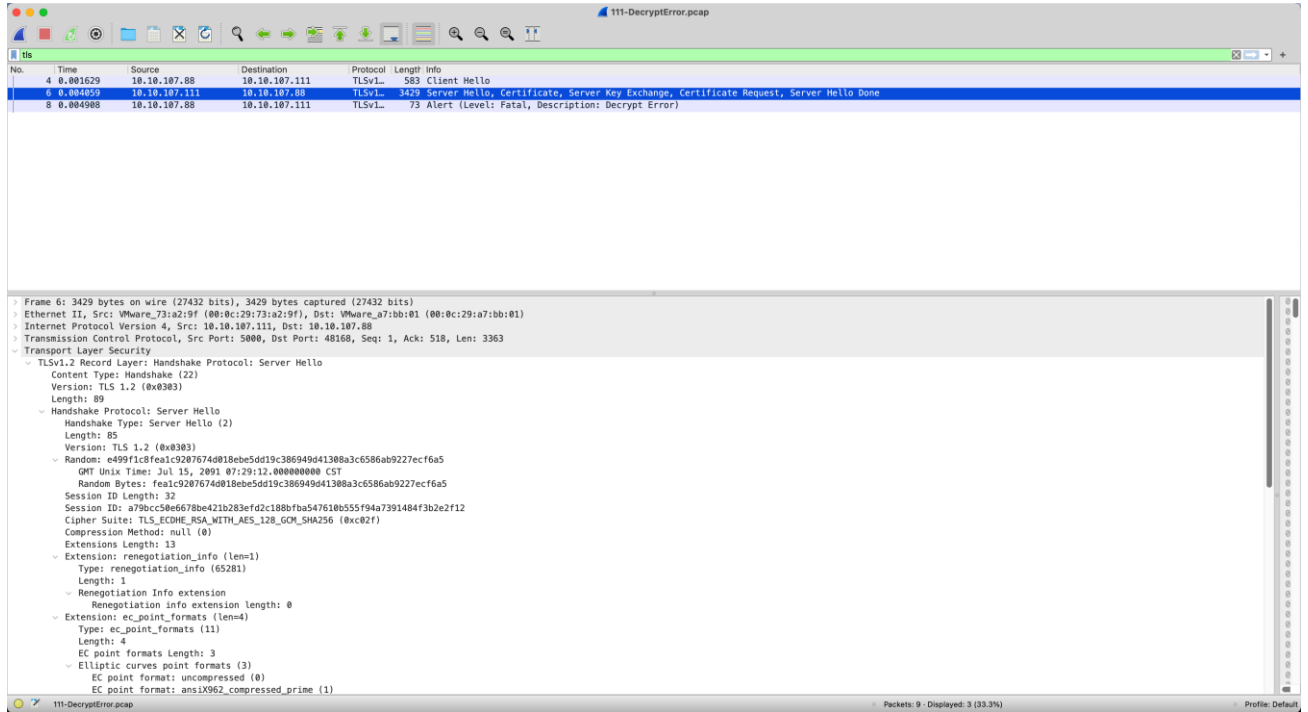 111-DecryptError.pcap
tls
No. Time Source Destination Protocol Length Info
4 0.001629 10.10.107.88 10.10.107.111 TLSv1… 583 Client Hello
6 0.004059 10.10.107.111 10.10.107.88 TLSv1… 3429 Server Hello, Certificate, Server Key Exchange, Certificate Request, Server Hello Done
8 0.004908 10.10.107.88 10.10.107.111 TLSv1… 73 Alert (Level: Fatal, Description: Decrypt Error)
Frame 6: 3429 bytes on wire (27432 bits), 3429 bytes captured (27432 bits)
Ethernet II, Src: VMware_73:a2:9f (00:0c:29:73:a2:9f), Dst: VMware_a7:bb:01 (00:0c:29:a7:bb:01)
Internet Protocol Version 4, Src: 10.10.107.111, Dst: 10.10.107.88
Transmission Control Protocol, Src Port: 5000, Dst Port: 48168, Seq: 1, Ack: 518, Len: 3363
Transport Layer Security
TLSv1.2 Record Layer: Handshake Protocol: Server Hello
Content Type: Handshake (22)
Version: TLS 1.2 (0x0303)
Length: 89
Handshake Protocol: Server Hello
Handshake Type: Server Hello (2)
Length: 85
Version: TLS 1.2 (0x0303)
Random: e499f1c8fea1c9207674d018ebe5dd19c386949d41308a3c6586ab9227ecf6a5
GMT Unix Time: Jul 15, 2091 07:29:12.000000000 CST
Random Bytes: fea1c9207674d018ebe5dd19c386949d41308a3c6586ab9227ecf6a5
Session ID Length: 32
Session ID: a79bcc50e6678be421b283efd2c188bfba547610b555f94a7391484f3b2e2f12
Cipher Suite: TLS_ECDHE_RSA_WITH_AES_128_GCM_SHA256 (0xc02f)
Compression Method: null (0)
Extensions Length: 13
Extension: renegotiation_info (len=1)
Type: renegotiation_info (65281)
Length: 1
Renegotiation Info extension
Renegotiation info extension length: 0
Extension: ec_point_formats (len=4)
Type: ec_point_formats (11)
Length: 4
EC point formats Length: 3
Elliptic curves point formats (3)
EC point format: uncompressed (0)
EC point format: ansiX962_compressed_prime (1)
111-DecryptError.pcap Packets: 9 · Displayed: 3 (33.3%) Profile: Default